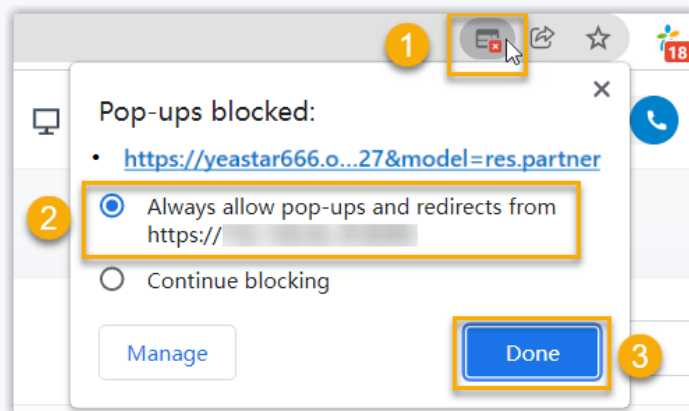 1
18
Pop-ups blocked:
• https://yeastar666.o...27&model=res.partner
2
Always allow pop-ups and redirects from
https://
Continue blocking
Manage
Done
3